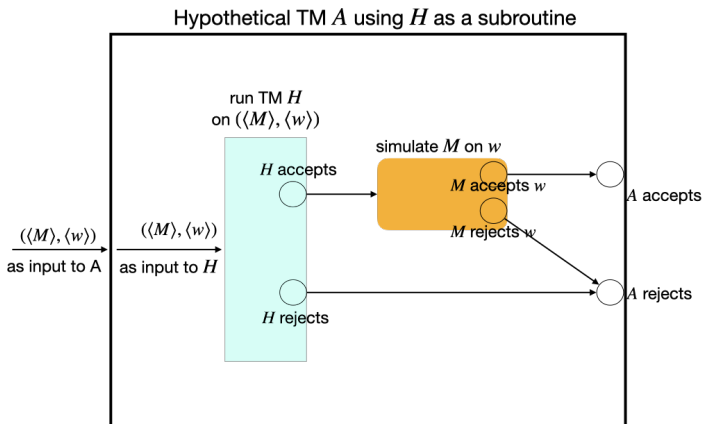 Hypothetical TM A using H as a subroutine
run TM H
on (⟨M⟩, ⟨w⟩)
simulate M on w
H accepts
M accepts w
A accepts
(⟨M⟩, ⟨w⟩)
as input to A
(⟨M⟩, ⟨w⟩)
as input to H
M rejects w
H rejects
A rejects